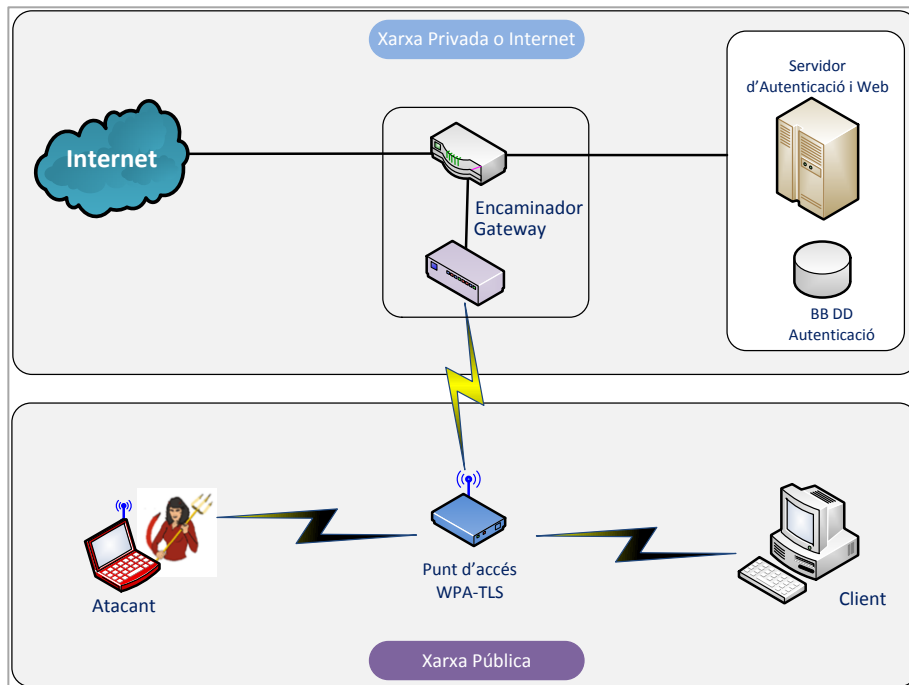 Xarxa Privada o Internet
Servidor
d'Autenticació i Web
Internet
Encaminador
Gateway
BB DD
Autenticació
Punt d'accés
WPA-TLS
Atacant
Client
Xarxa Pública